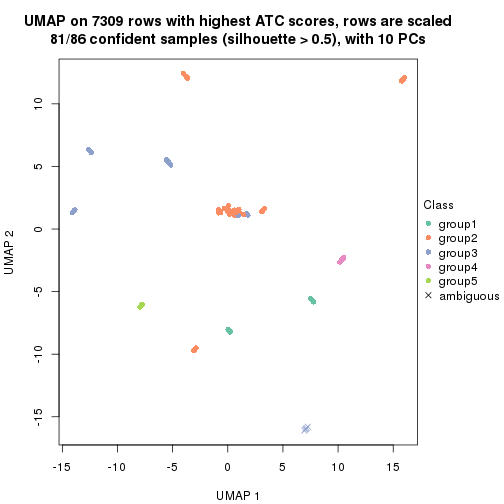 UMAP on 7309 rows with highest ATC scores, rows are scaled
81/86 confident samples (silhouette > 0.5), with 10 PCs
10
5
0
-5
-10
-15
UMAP 2
-15
-10
-5
0
5
10
15
UMAP 1
Class
group1
group2
group3
group4
group5
ambiguous